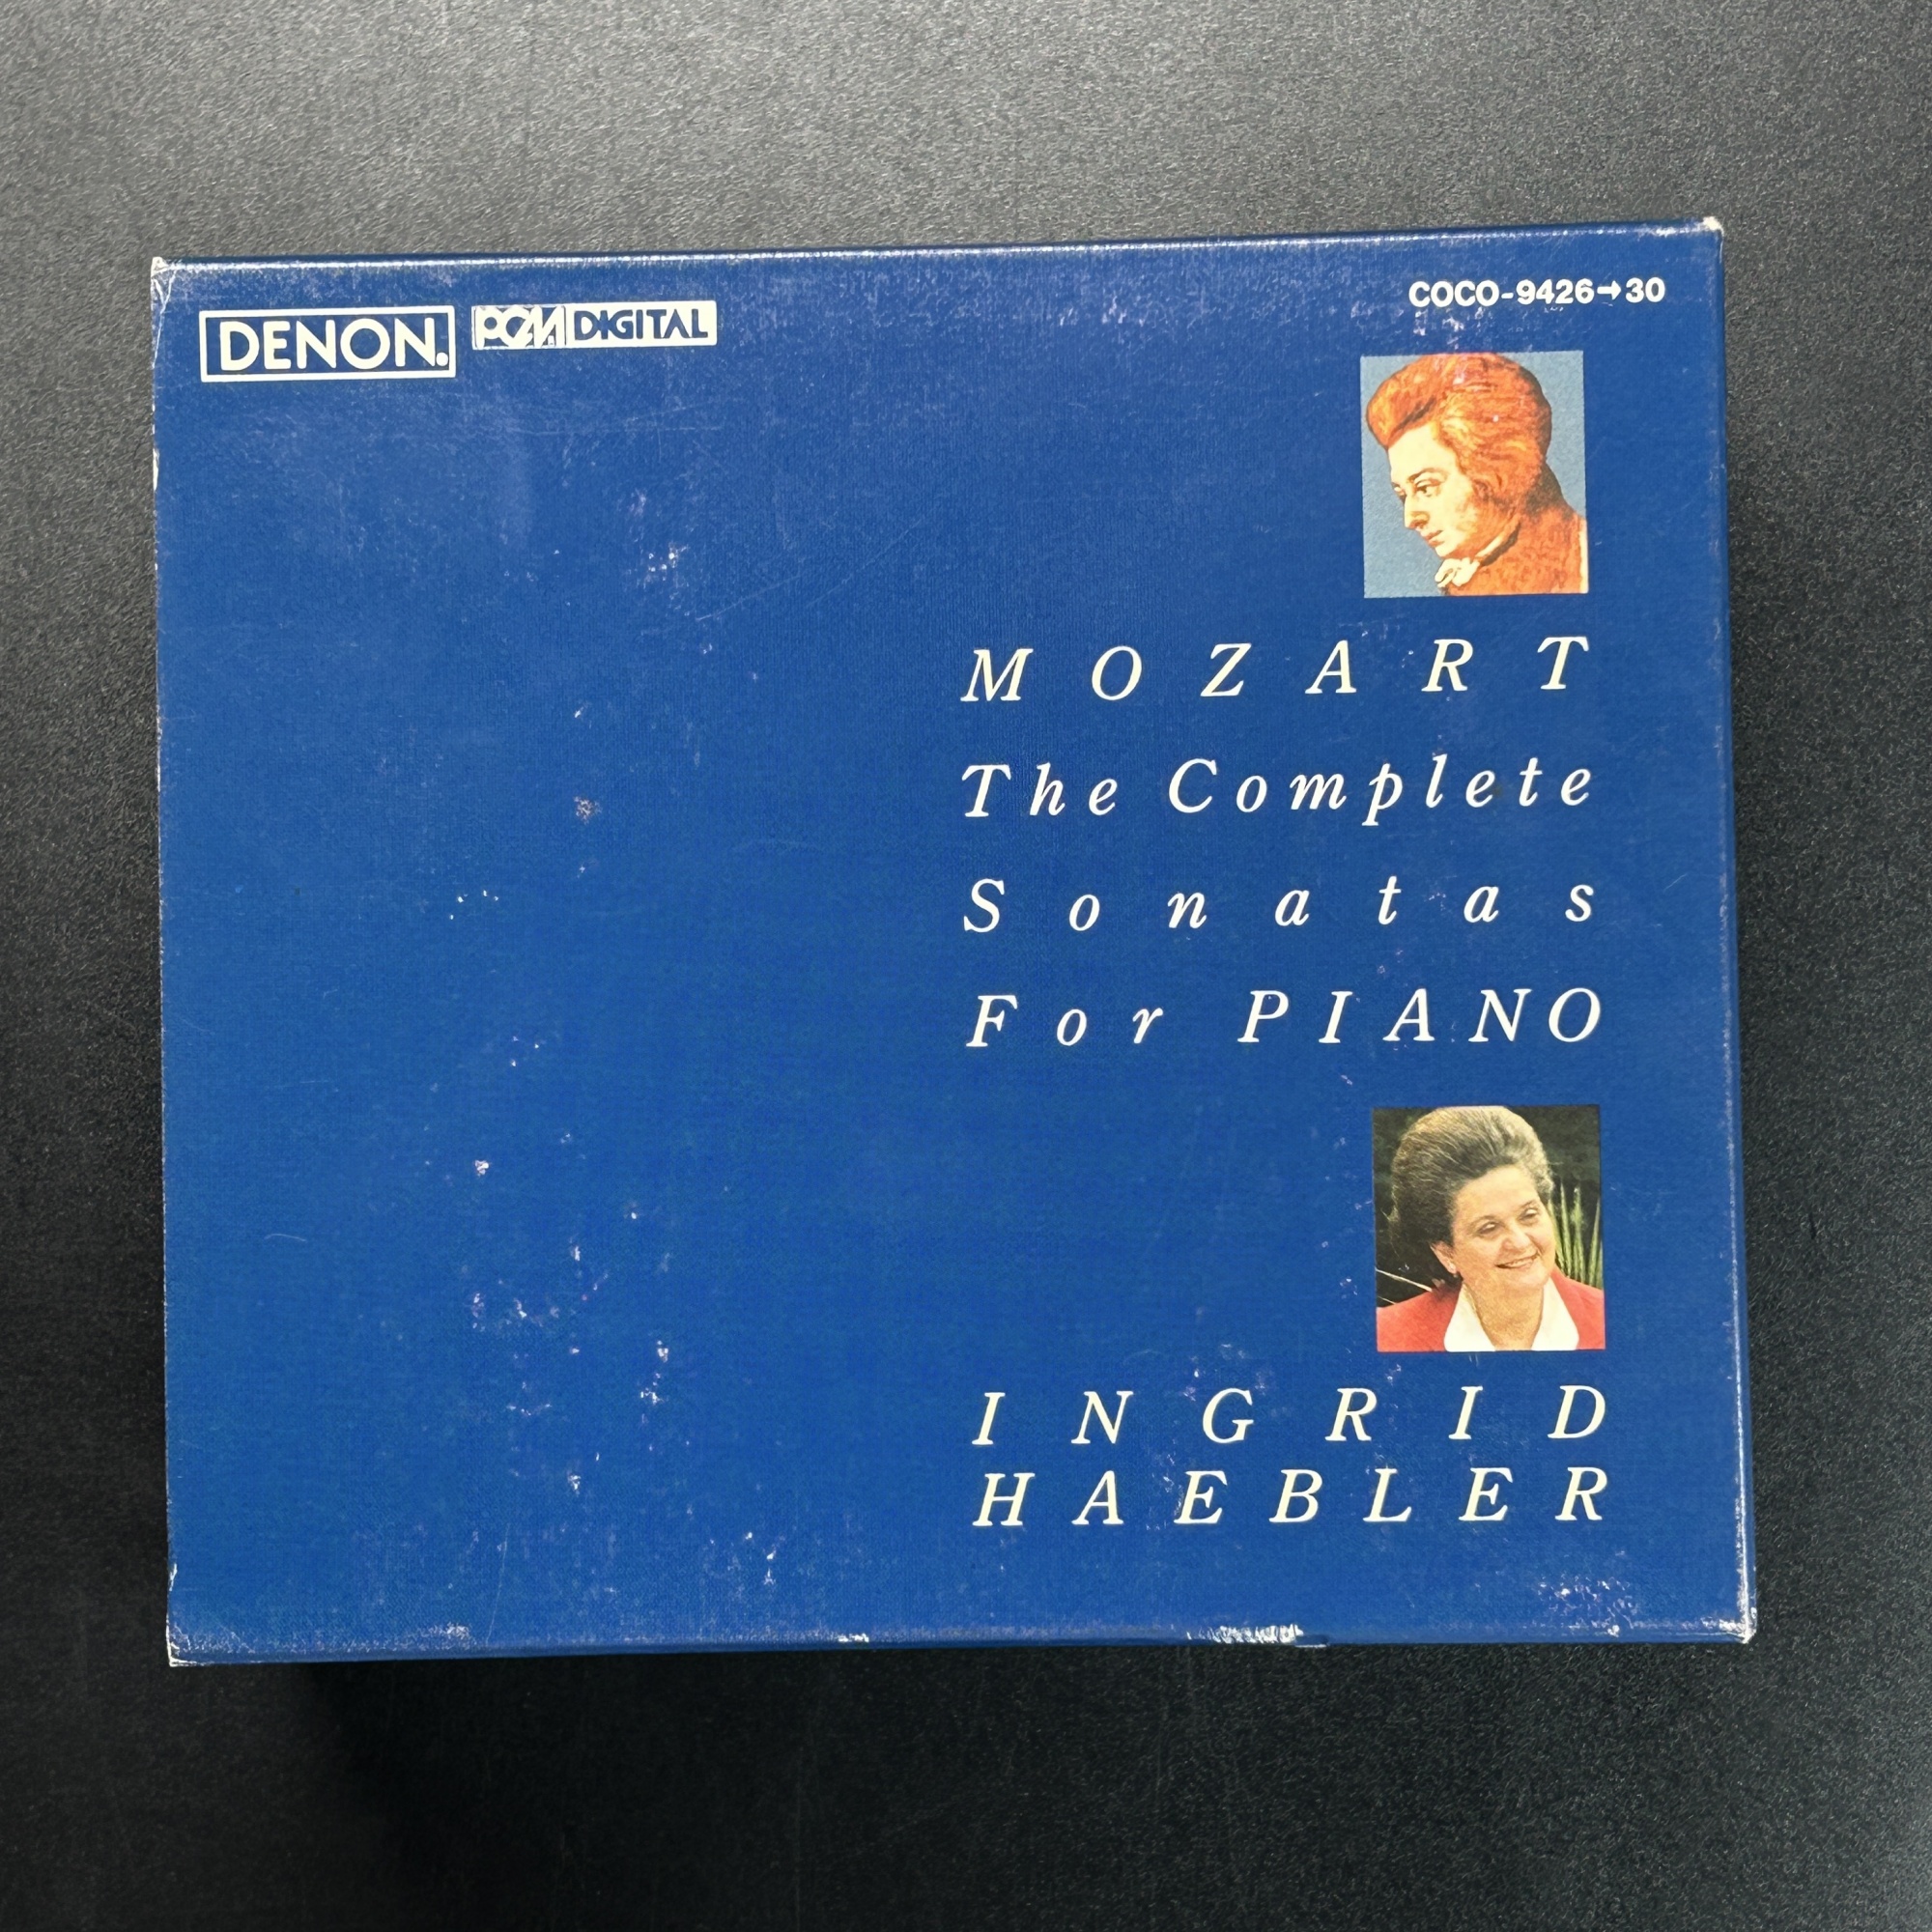 DENON.
PCM DIGITAL
COCO-9426→30
MOZART
The Complete
Sonatas
For PIANO
INGRID
HAEBLER